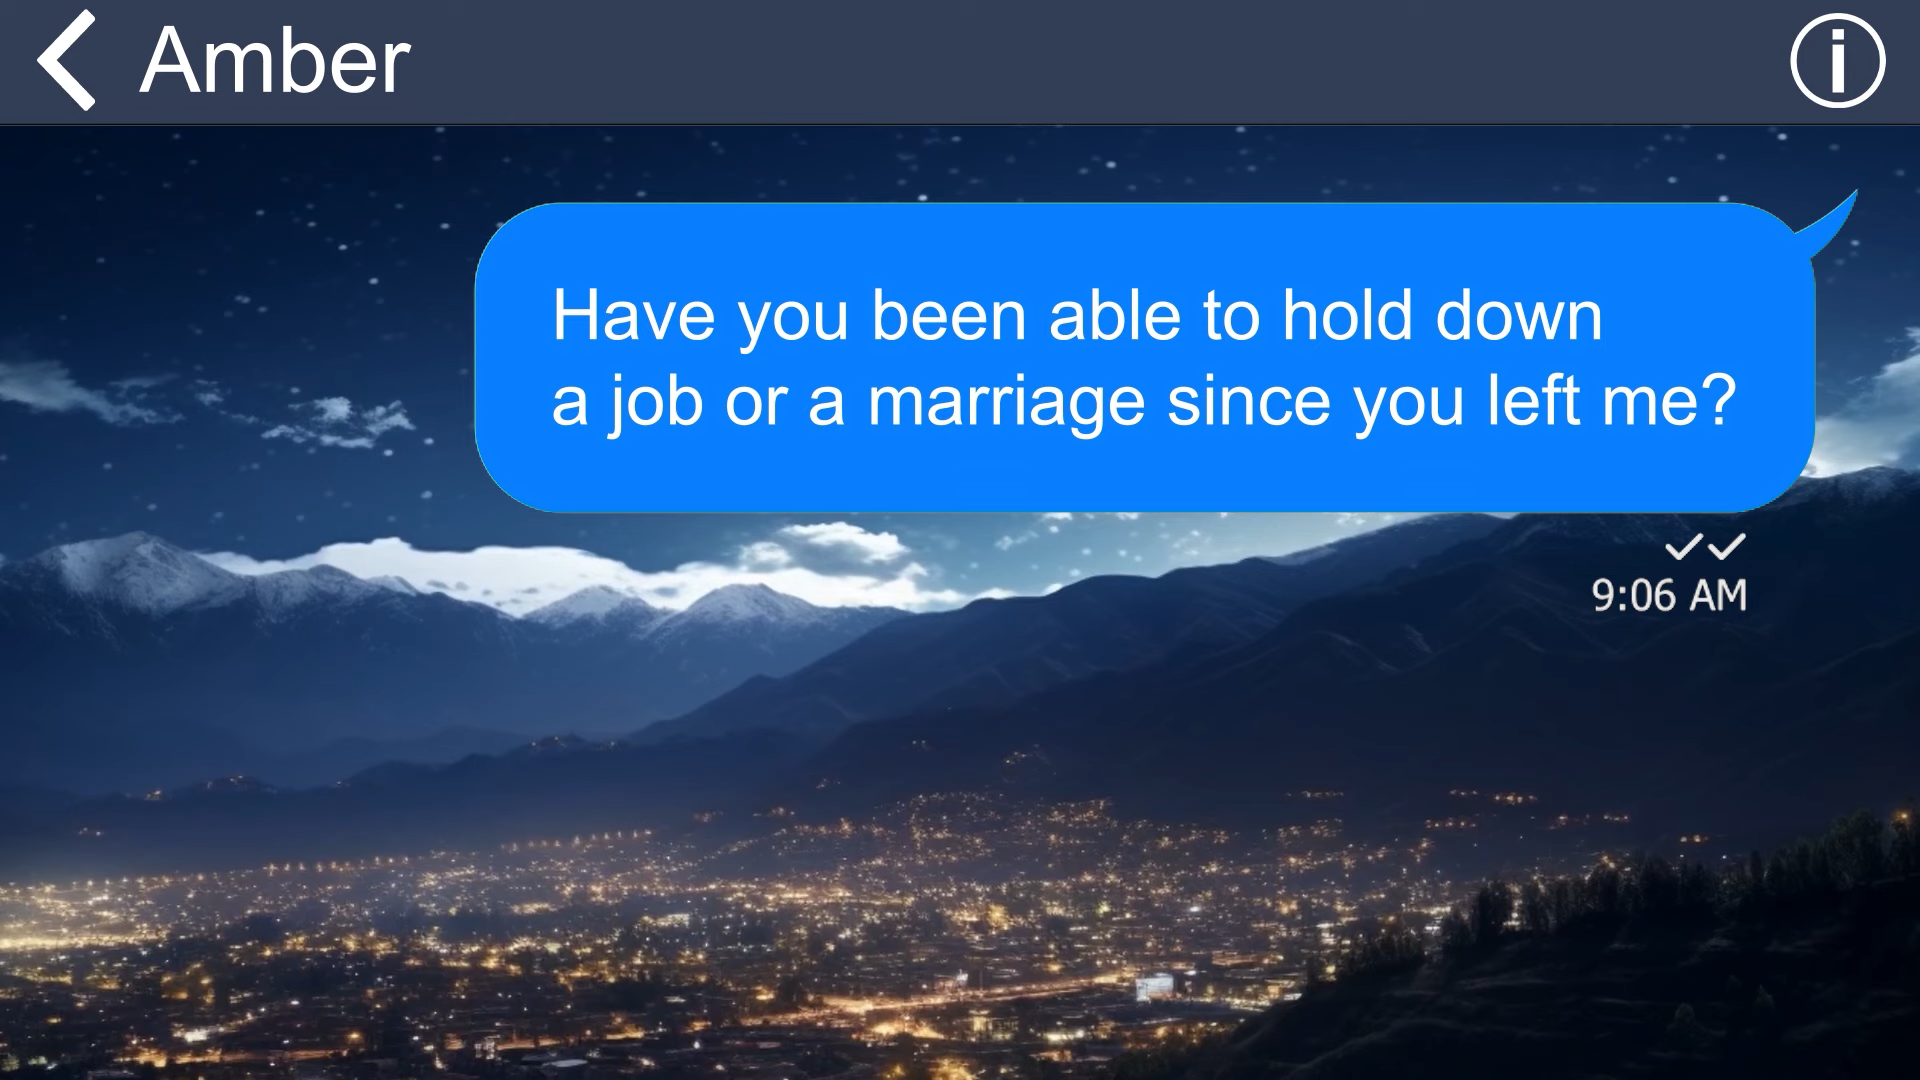 Amber
Have you been able to hold down
a job or a marriage since you left me?
9:06 AM